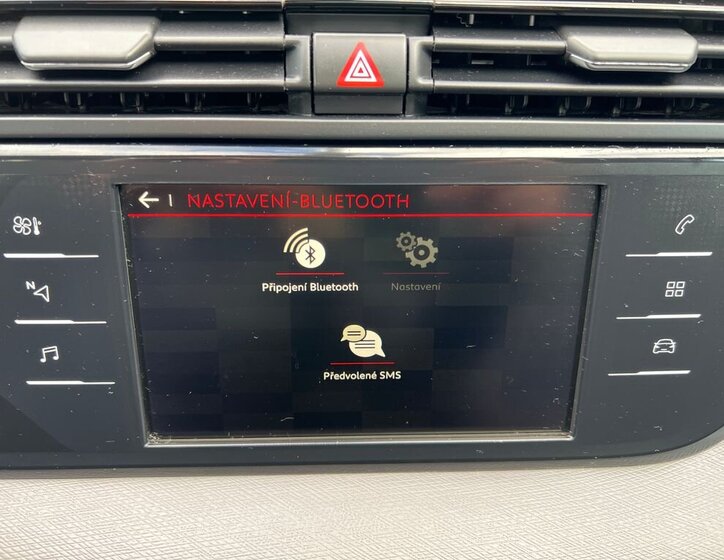 NASTAVENÍ-BLUETOOTH
Připojení Bluetooth
Nastavení
Předvolené SMS
N